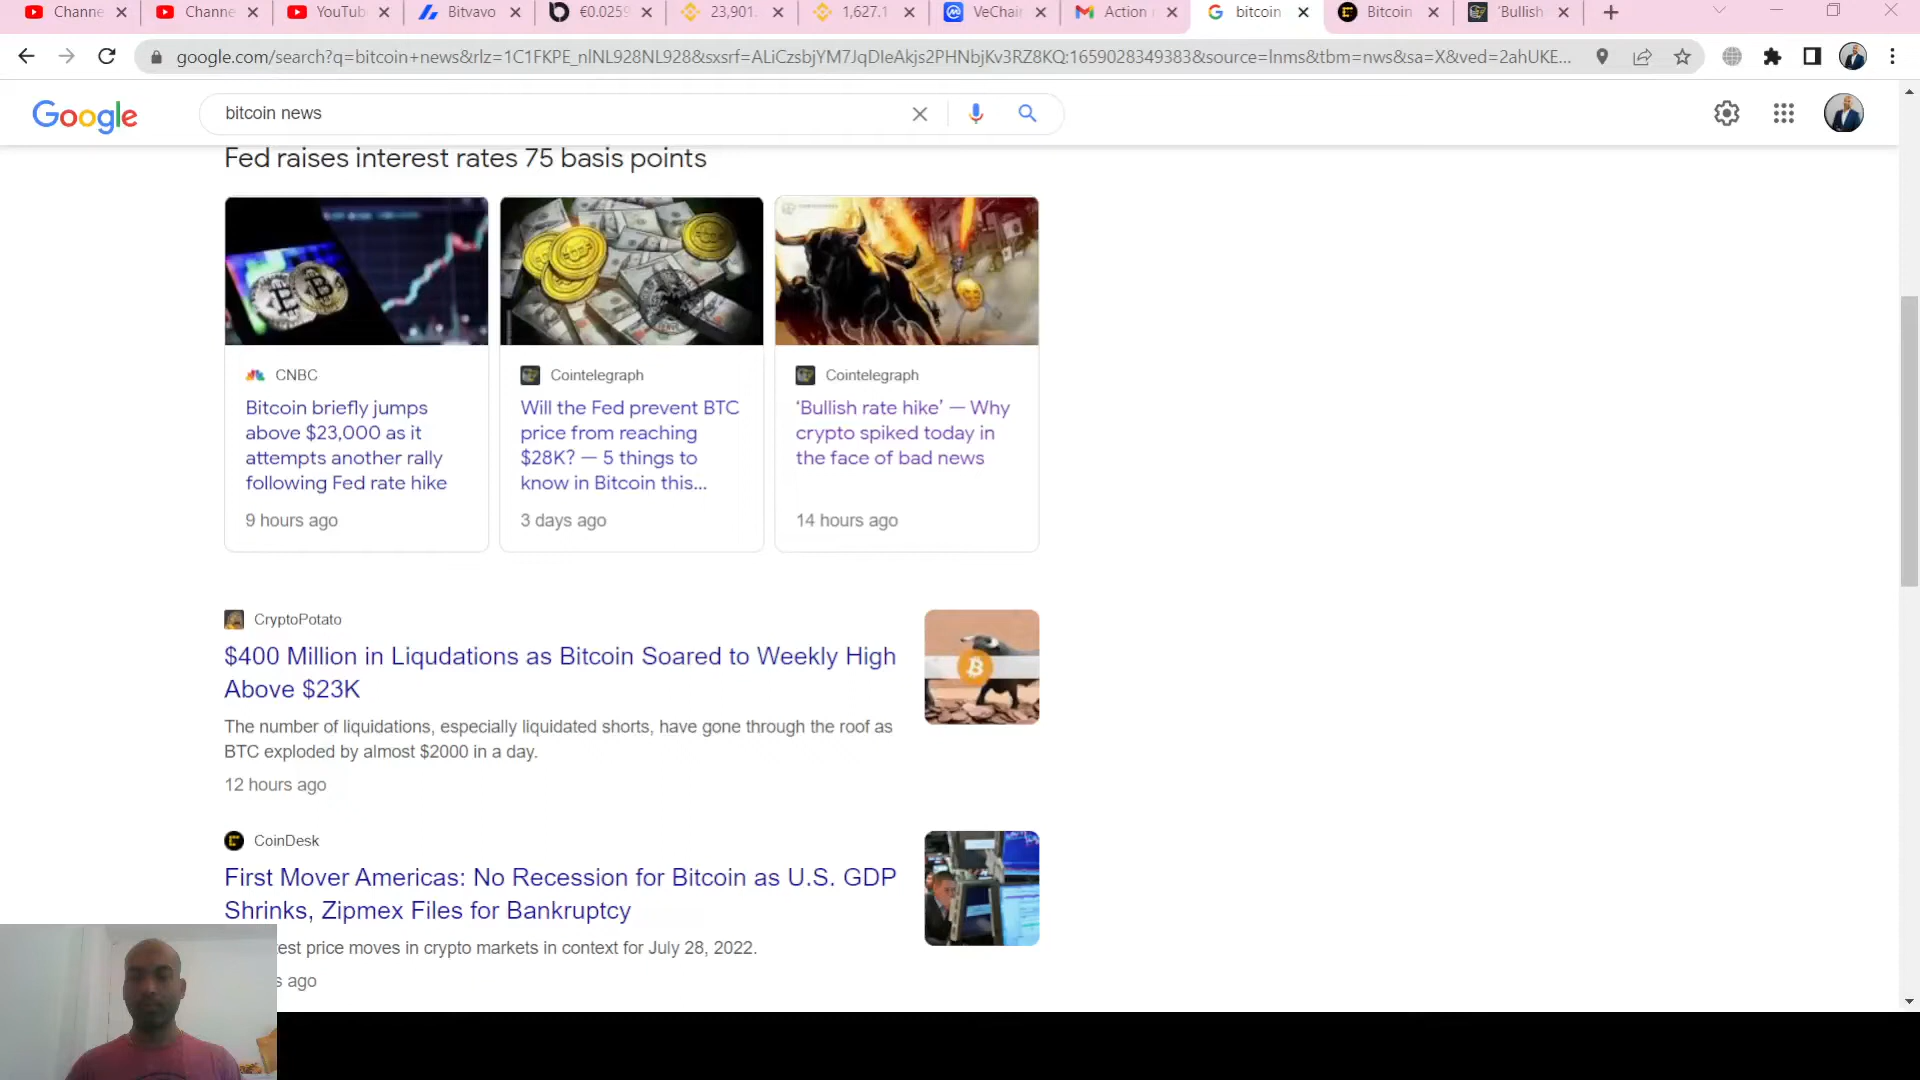 Channe
Channe
YouTub
Bitvavo
€0.0259
23,901.
1,627.1
VeChain
Action
bitcoin
Bitcoin
'Bullish
google.com/search?q=bitcoin+news&rlz=1C1FKPE_nlNL928NL928&sxsrf=ALiCzsbjYM7JqDIeAkjs2PHNbjKv3RZ8KQ:1659028349383&source=lnms&tbm=nws&sa=X&ved=2ahUKE...
Google
bitcoin news
Fed raises interest rates 75 basis points
CNBC
Bitcoin briefly jumps
above $23,000 as it
attempts another rally
following Fed rate hike
9 hours ago
Cointelegraph
Will the Fed prevent BTC
price from reaching
$28K? — 5 things to
know in Bitcoin this...
3 days ago
Cointelegraph
‘Bullish rate hike’ — Why
crypto spiked today in
the face of bad news
14 hours ago
CryptoPotato
$400 Million in Liqudations as Bitcoin Soared to Weekly High
Above $23K
The number of liquidations, especially liquidated shorts, have gone through the roof as
BTC exploded by almost $2000 in a day.
12 hours ago
CoinDesk
First Mover Americas: No Recession for Bitcoin as U.S. GDP
Shrinks, Zipmex Files for Bankruptcy
test price moves in crypto markets in context for July 28, 2022.
s ago